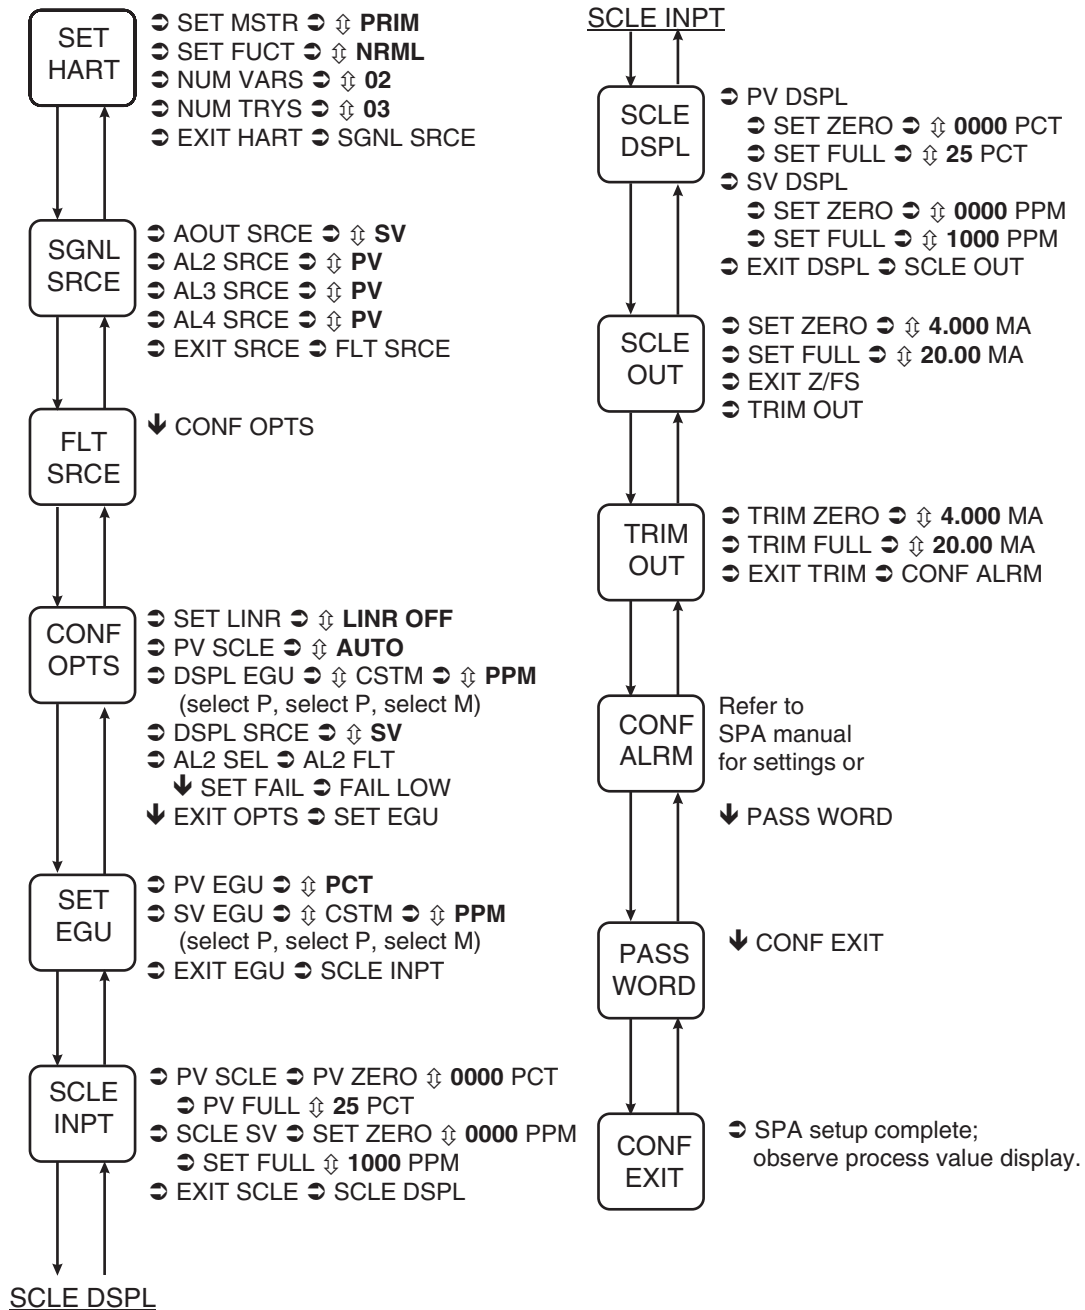 SET
HART
➲ SET MSTR ➲ ⇳ PRIM
➲ SET FUCT ➲ ⇳ NRML
➲ NUM VARS ➲ ⇳ 02
➲ NUM TRYS ➲ ⇳ 03
➲ EXIT HART ➲ SGNL SRCE
SGNL
SRCE
➲ AOUT SRCE ➲ ⇳ SV
➲ AL2 SRCE ➲ ⇳ PV
➲ AL3 SRCE ➲ ⇳ PV
➲ AL4 SRCE ➲ ⇳ PV
➲ EXIT SRCE ➲ FLT SRCE
FLT
SRCE
🡻 CONF OPTS
CONF
OPTS
➲ SET LINR ➲ ⇳ LINR OFF
➲ PV SCLE ➲ ⇳ AUTO
➲ DSPL EGU ➲ ⇳ CSTM ➲ ⇳ PPM
(select P, select P, select M)
➲ DSPL SRCE ➲ ⇳ SV
➲ AL2 SEL ➲ AL2 FLT
🡻 SET FAIL ➲ FAIL LOW
🡻 EXIT OPTS ➲ SET EGU
SET
EGU
➲ PV EGU ➲ ⇳ PCT
➲ SV EGU ➲ ⇳ CSTM ➲ ⇳ PPM
(select P, select P, select M)
➲ EXIT EGU ➲ SCLE INPT
SCLE
INPT
➲ PV SCLE ➲ PV ZERO ⇳ 0000 PCT
➲ PV FULL ⇳ 25 PCT
➲ SCLE SV ➲ SET ZERO ⇳ 0000 PPM
➲ SET FULL ⇳ 1000 PPM
➲ EXIT SCLE ➲ SCLE DSPL
SCLE DSPL
SCLE INPT
SCLE
DSPL
➲ PV DSPL
➲ SET ZERO ➲ ⇳ 0000 PCT
➲ SET FULL ➲ ⇳ 25 PCT
➲ SV DSPL
➲ SET ZERO ➲ ⇳ 0000 PPM
➲ SET FULL ➲ ⇳ 1000 PPM
➲ EXIT DSPL ➲ SCLE OUT
SCLE
OUT
➲ SET ZERO ➲ ⇳ 4.000 MA
➲ SET FULL ➲ ⇳ 20.00 MA
➲ EXIT Z/FS
➲ TRIM OUT
TRIM
OUT
➲ TRIM ZERO ➲ ⇳ 4.000 MA
➲ TRIM FULL ➲ ⇳ 20.00 MA
➲ EXIT TRIM ➲ CONF ALRM
CONF
ALRM
Refer to
SPA manual
for settings or
🡻 PASS WORD
PASS
WORD
🡻 CONF EXIT
CONF
EXIT
➲ SPA setup complete;
observe process value display.